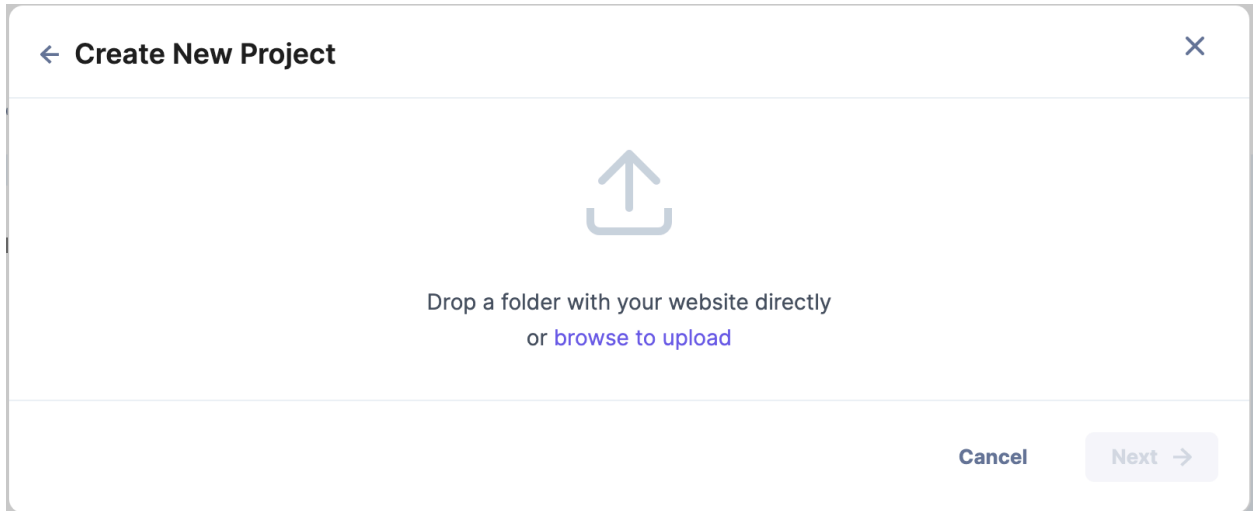 Create New Project
Drop a folder with your website directly
or browse to upload
Cancel
Next